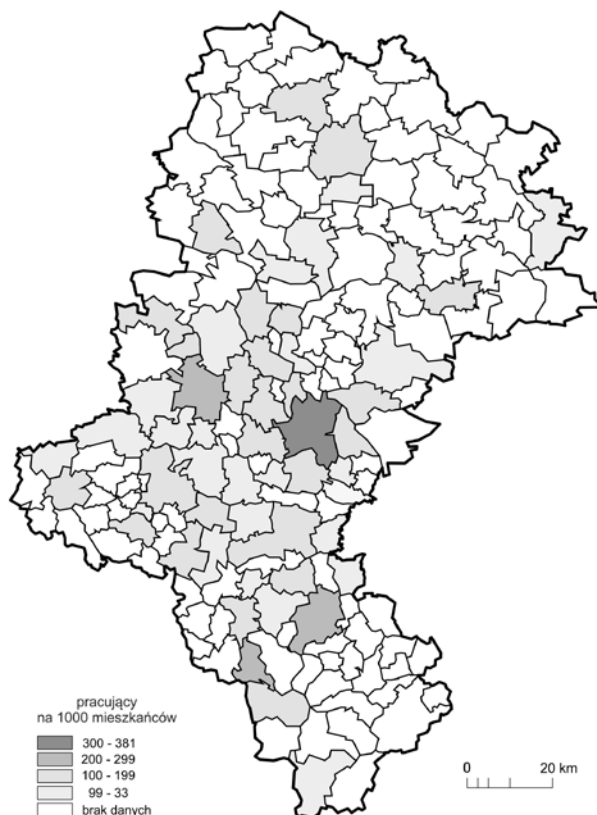 pracujący
na 1000 mieszkańców
300 - 381
200 - 299
100 - 199
99 - 33
brak danych
0 20 km